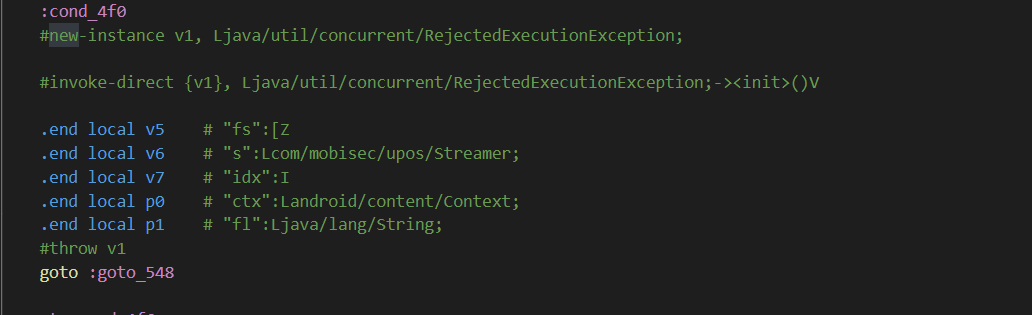 :cond_4f0
#new-instance v1, Ljava/util/concurrent/RejectedExecutionException;
#invoke-direct {v1}, Ljava/util/concurrent/RejectedExecutionException;-><init>()V
.end local v5    # "fs":[Z
.end local v6    # "s":Lcom/mobisec/upos/Streamer;
.end local v7    # "idx":I
.end local p0    # "ctx":Landroid/content/Context;
.end local p1    # "fl":Ljava/lang/String;
#throw v1
goto :goto_548